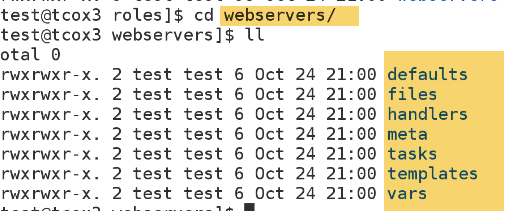 test@tcox3 roles]$ cd webservers/
test@tcox3 webservers]$ ll
otal 0
rwxrwxr-x. 2 test test 6 Oct 24 21:00 defaults
rwxrwxr-x. 2 test test 6 Oct 24 21:00 files
rwxrwxr-x. 2 test test 6 Oct 24 21:00 handlers
rwxrwxr-x. 2 test test 6 Oct 24 21:00 meta
rwxrwxr-x. 2 test test 6 Oct 24 21:00 tasks
rwxrwxr-x. 2 test test 6 Oct 24 21:00 templates
rwxrwxr-x. 2 test test 6 Oct 24 21:00 vars